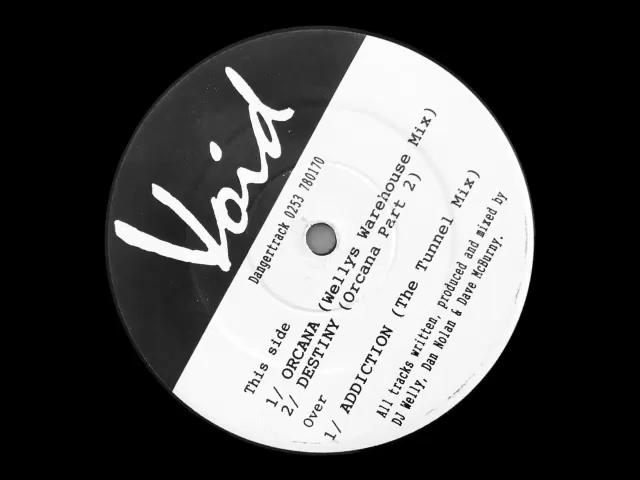 Void
Dangertrack 0253 780170
This side
1/ ORCANA (Wellys Warehouse Mix)
2/ DESTINY (Orcana Part 2)
Over
1/ ADDICTION (The Tunnel Mix)
All tracks written, produced and mixed by
DJ Welly, Dan Nolan & Dave McBurny.